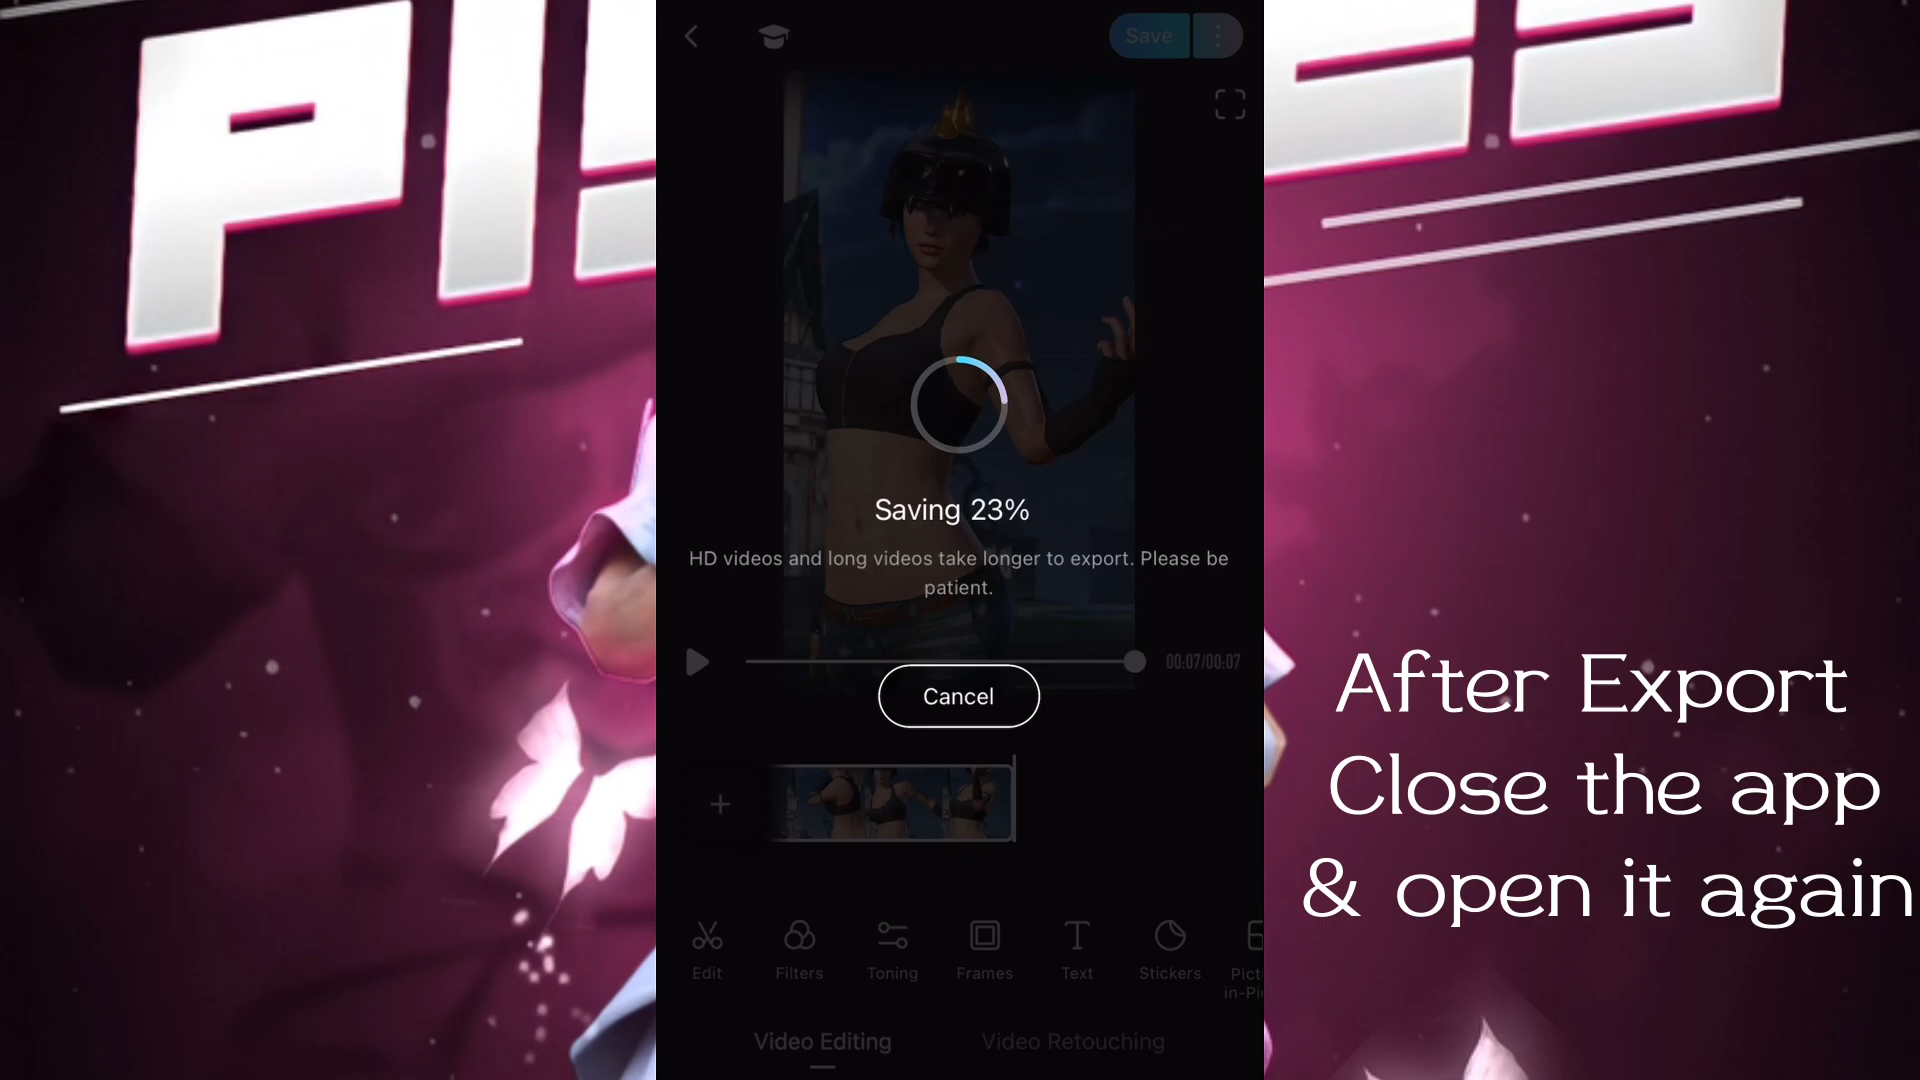 Save
Saving 23%
HD videos and long videos take longer to export. Please be
patient.
00:07/00:07
Cancel
After Export
Close the app
& open it again
Edit
Filters
Toning
Frames
Text
Stickers
Video Editing
Video Retouching